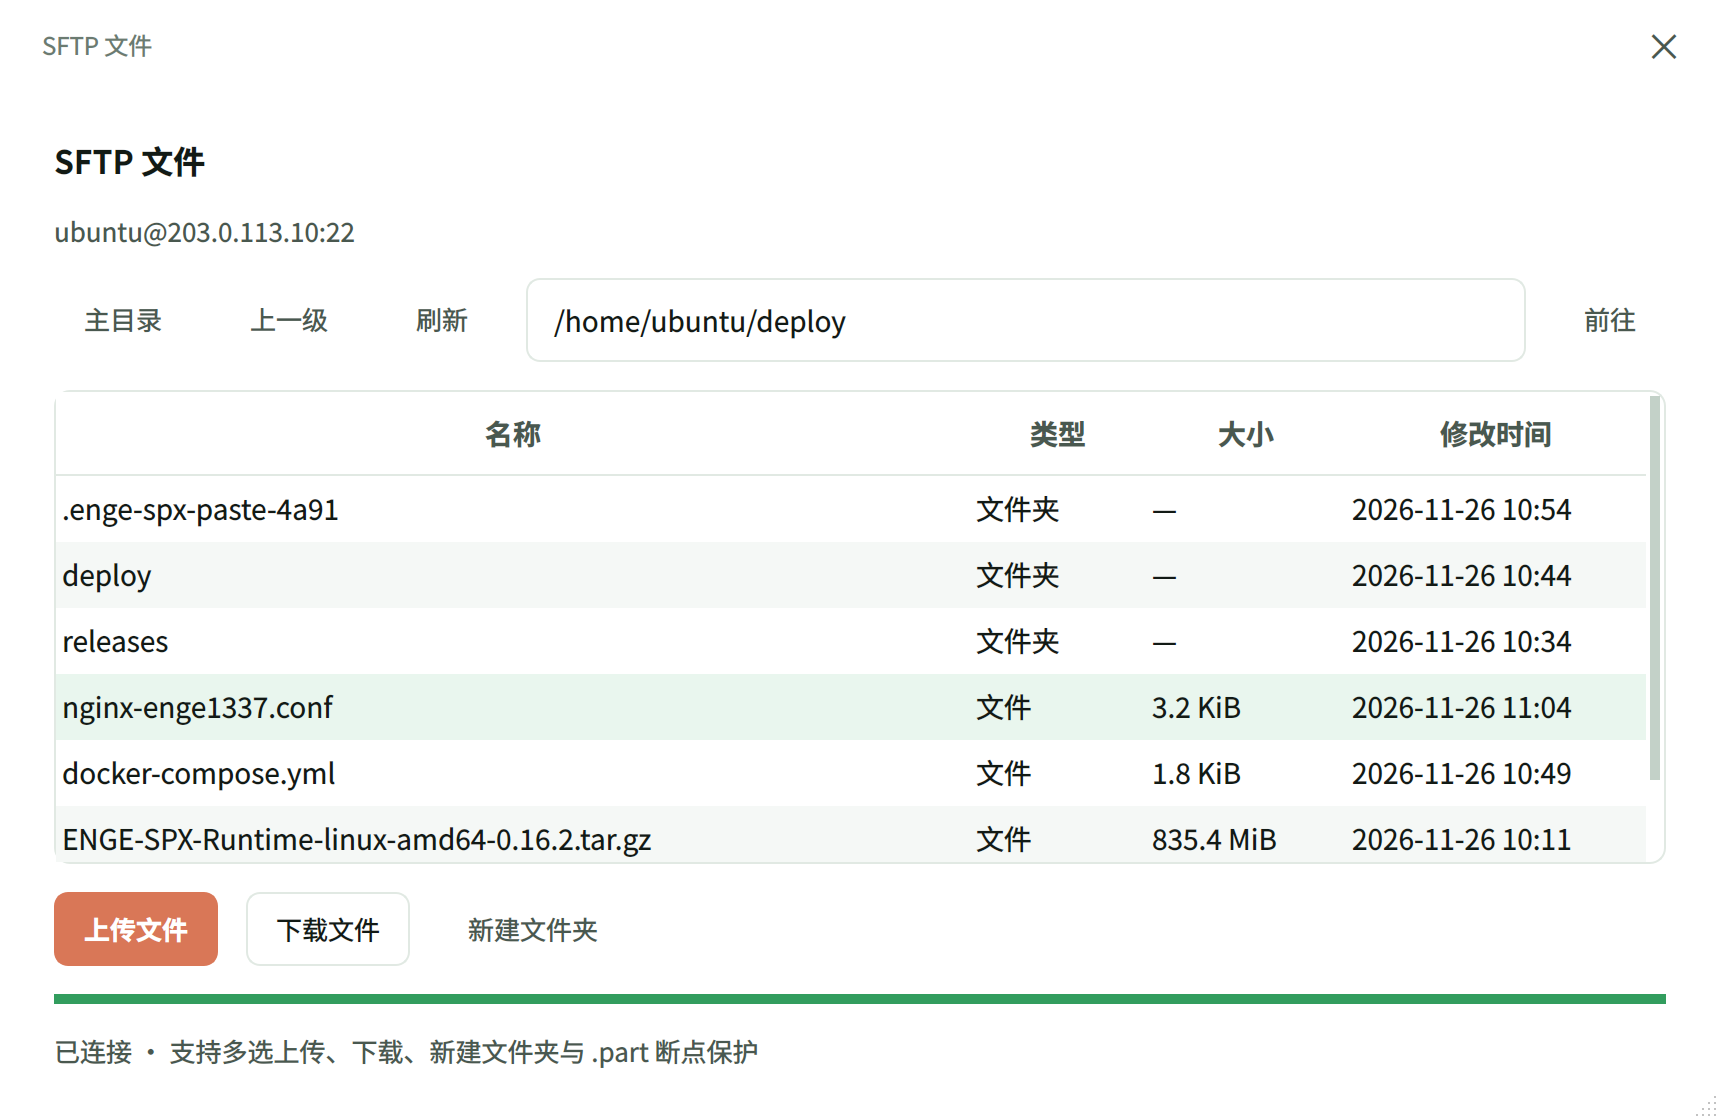 SFTP 文件
SFTP 文件
ubuntu@203.0.113.10:22
主目录 上一级 刷新 /home/ubuntu/deploy 前往
名称 类型 大小 修改时间
.enge-spx-paste-4a91 文件夹 — 2026-11-26 10:54
deploy 文件夹 — 2026-11-26 10:44
releases 文件夹 — 2026-11-26 10:34
nginx-enge1337.conf 文件 3.2 KiB 2026-11-26 11:04
docker-compose.yml 文件 1.8 KiB 2026-11-26 10:49
ENGE-SPX-Runtime-linux-amd64-0.16.2.tar.gz 文件 835.4 MiB 2026-11-26 10:11
上传文件 下载文件 新建文件夹
已连接 · 支持多选上传、下载、新建文件夹与 .part 断点保护